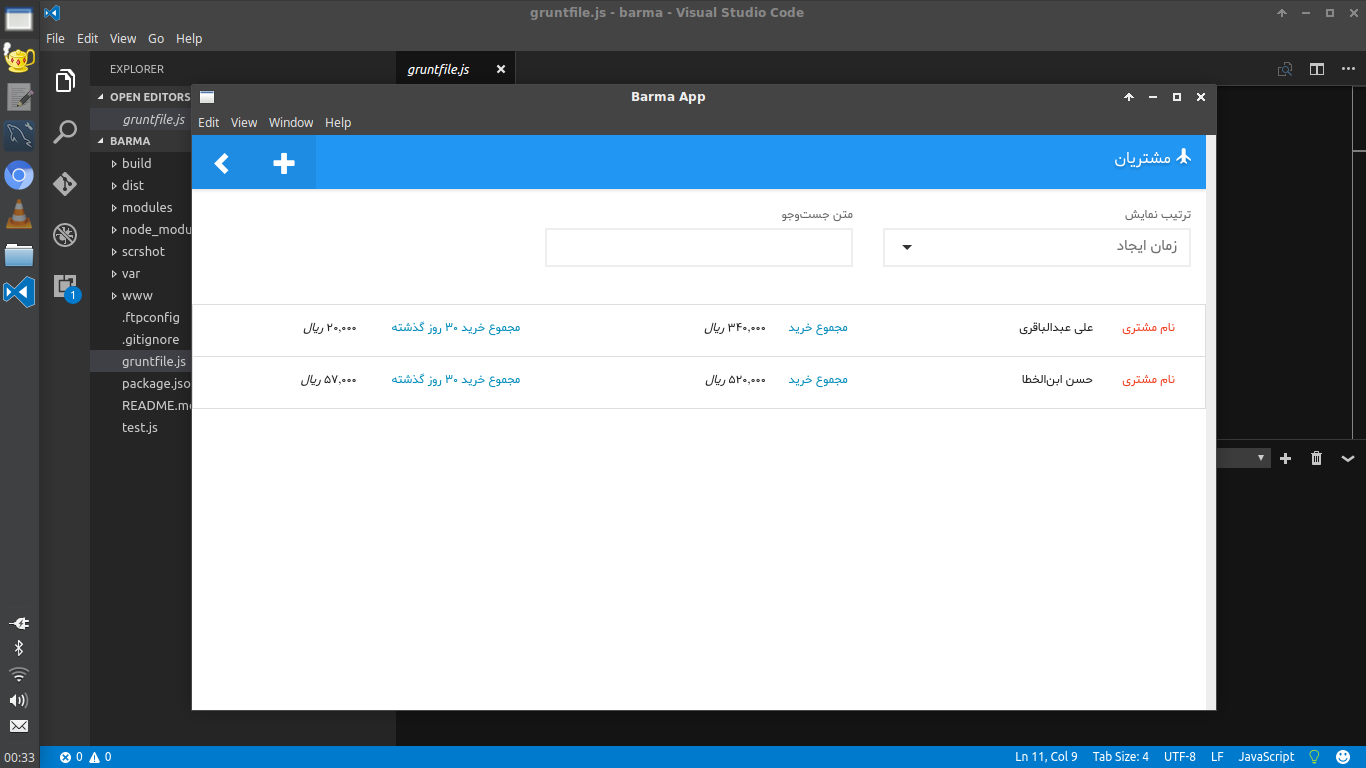 gruntfile.js - barma - Visual Studio Code
File Edit View Go Help
EXPLORER
gruntfile.js
OPEN EDITORS
gruntfile.js
BARMA
build
dist
modules
node_modu
scrshot
var
www
.ftpconfig
.gitignore
gruntfile.js
package.jso
README.m
test.js
1
Barma App
Edit View Window Help
مشتریان
ترتیب نمایش
زمان ایجاد
متن جست‌وجو
نام مشتری علی عبدالباقری مجموع خرید ۳۴۰,۰۰۰ ریال مجموع خرید ۳۰ روز گذشته ۲۰,۰۰۰ ریال
نام مشتری حسن ابن‌الخطا مجموع خرید ۵۲۰,۰۰۰ ریال مجموع خرید ۳۰ روز گذشته ۵۷,۰۰۰ ریال
00:33
0 0 Ln 11, Col 9 Tab Size: 4 UTF-8 LF JavaScript